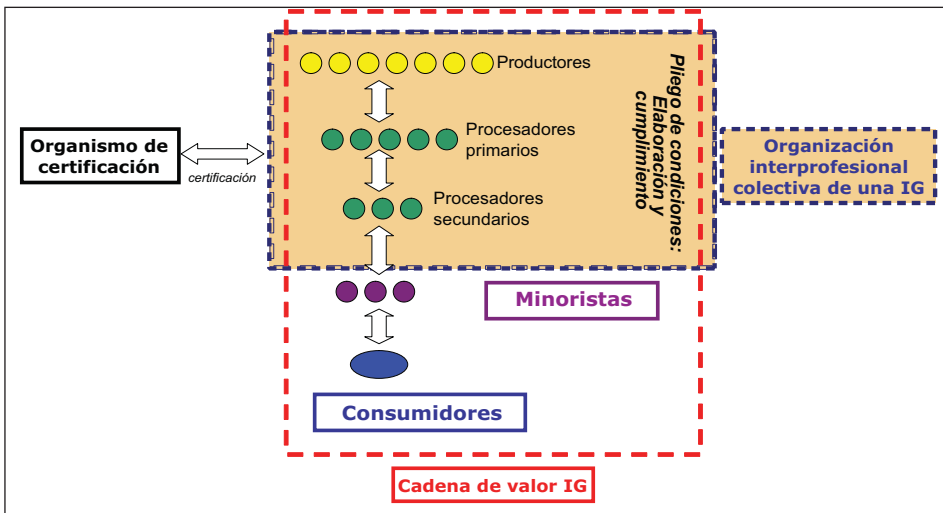 Productores
Pliego de condiciones:
Elaboración y
cumplimiento
Organismo de
certificación
certificación
Procesadores
primarios
Organización
interprofesional
colectiva de una IG
Procesadores
secundarios
Minoristas
Consumidores
Cadena de valor IG